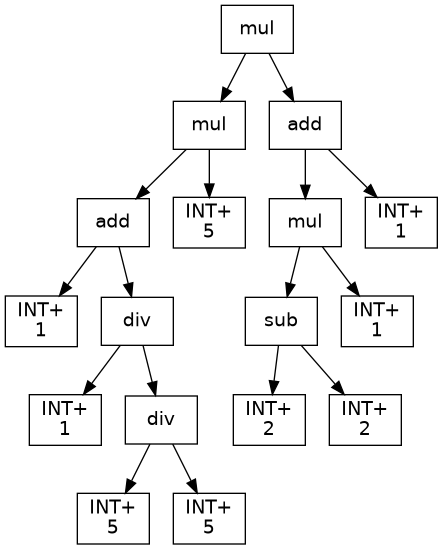 mul
mul
add
add
INT+
5
mul
INT+
1
INT+
1
div
sub
INT+
1
INT+
1
div
INT+
2
INT+
2
INT+
5
INT+
5